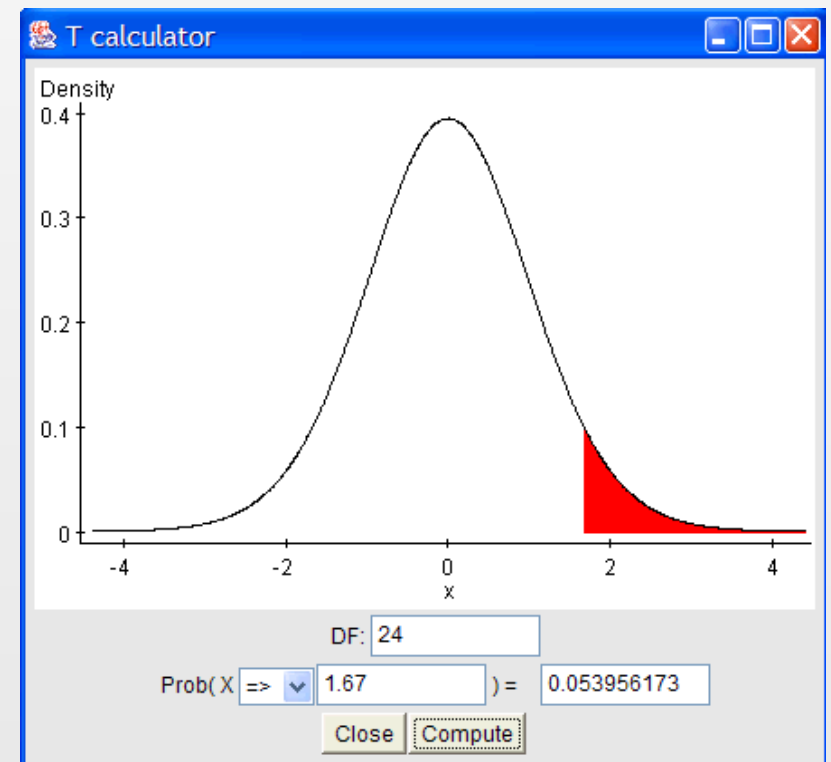 T calculator
Density
0.4
0.3
0.2
0.1
0
-4 -2 0 2 4
x
DF: 24
Prob( X => 1.67 ) = 0.053956173
Close Compute